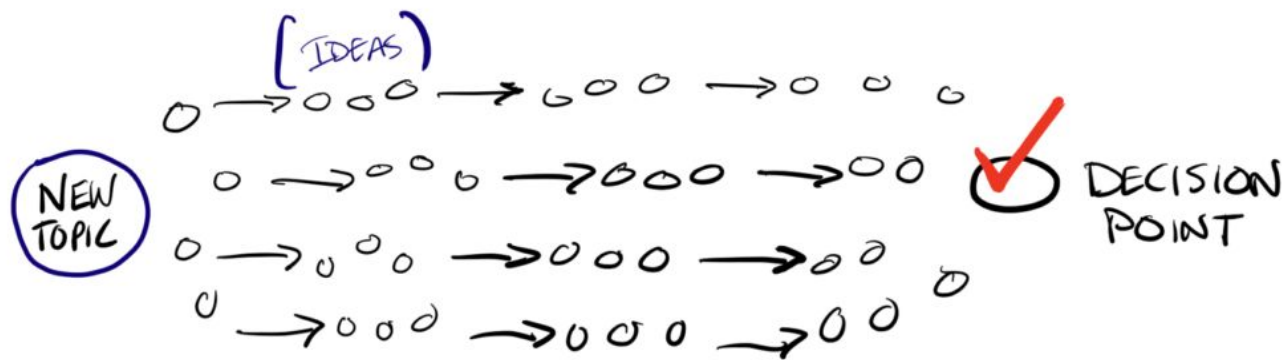 (IDEAS)
NEW
TOPIC
DECISION
POINT